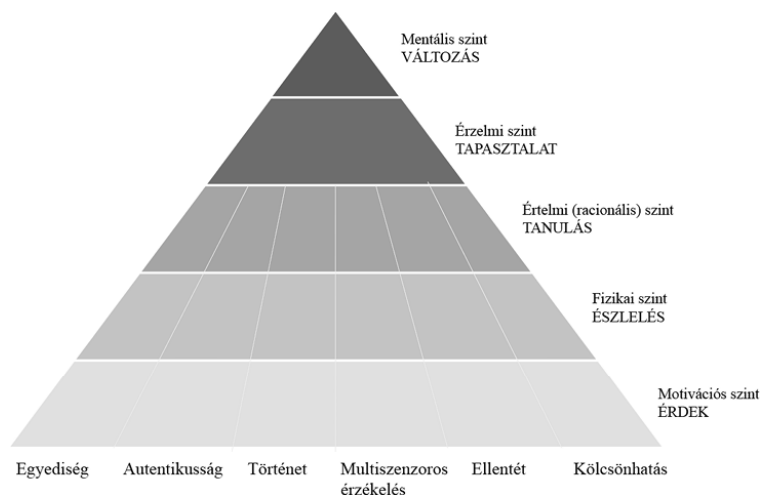 Mentális szint
VÁLTOZÁS
Érzelmi szint
TAPASZTALAT
Értelmi (racionális) szint
TANULÁS
Fizikai szint
ÉSZLELÉS
Motivációs szint
ÉRDEK
Egyediség Autentikusság Történet Multiszenzoros Ellentét Kölcsönhatás
érzékelés